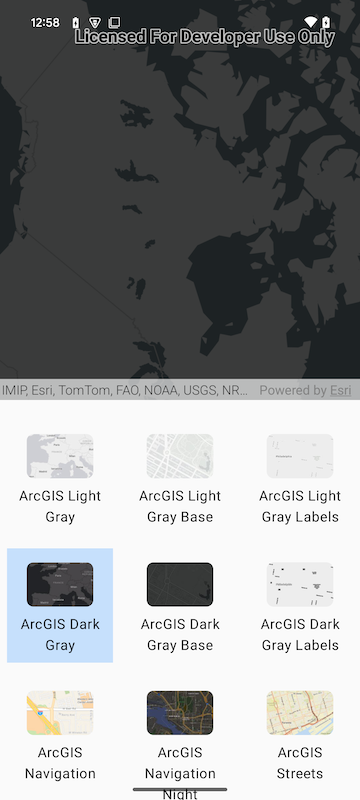 12:58
Licensed For Developer Use Only
IMIP, Esri, TomTom, FAO, NOAA, USGS, NR... Powered by Esri
ArcGIS Light
Gray
ArcGIS Light
Gray Base
ArcGIS Light
Gray Labels
ArcGIS Dark
Gray
ArcGIS Dark
Gray Base
ArcGIS Dark
Gray Labels
ArcGIS
Navigation
ArcGIS
Navigation
Night
ArcGIS
Streets